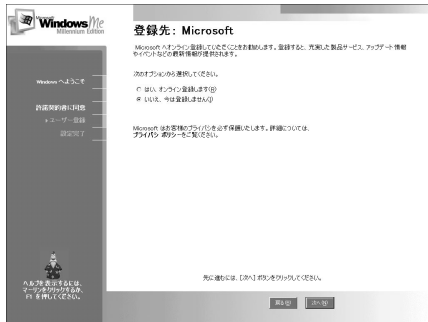 Microsoft
Windows Me
Millennium Edition
Windows へようこそ
許諾契約書に同意
ユーザー登録
設定完了
ヘルプを表示するには、
マーリンをクリックするか、
F1 を押してください。
登録先: Microsoft
Microsoft へオンライン登録していただくことをお勧めします。登録すると、充実した製品サービス、アップデート情報
やイベントなどの最新情報が提供されます。
次のオプションから選択してください。
はい、オンライン登録します(R)
いいえ、今は登録しません(J)
Microsoft はお客様のプライバシを必ず保護いたします。詳細については、
プライバシ ポリシーをご覧ください。
先に進むには、[次へ] ボタンをクリックしてください。
戻る(B)
次へ(N)